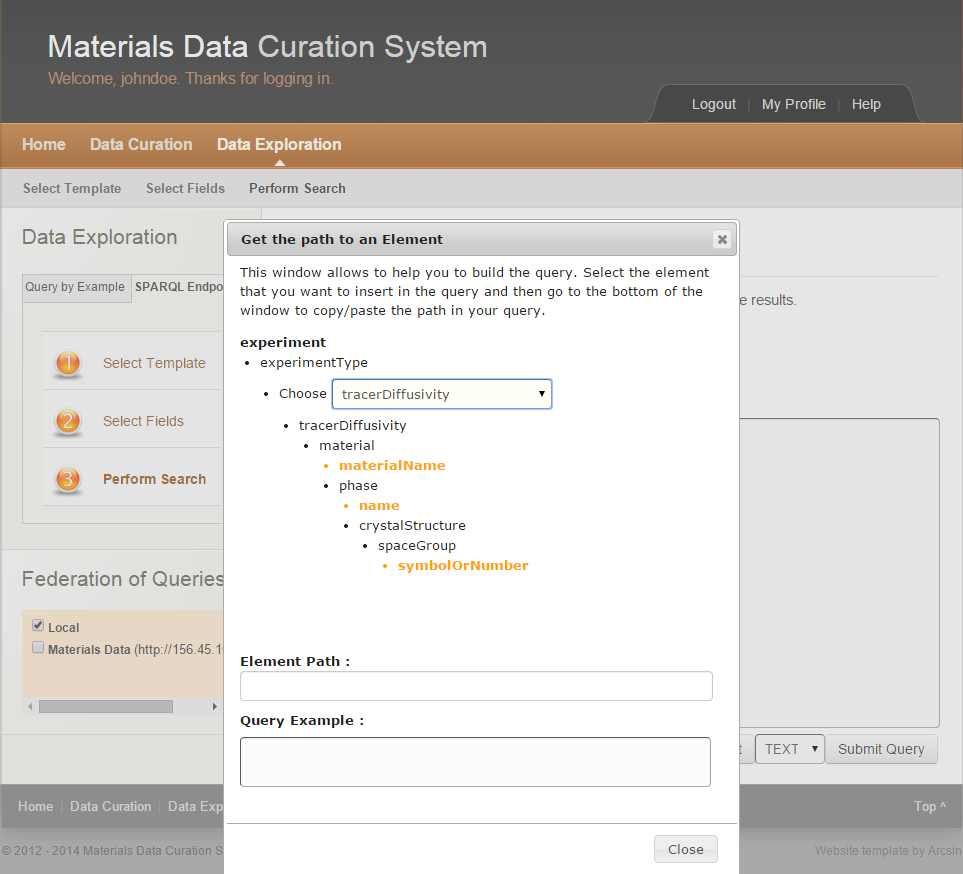 Materials Data Curation System
Welcome, johndoe. Thanks for logging in.
Logout | My Profile | Help
Home Data Curation Data Exploration
Select Template Select Fields Perform Search
Data Exploration
Query by Example SPARQL Endpo
1 Select Template
2 Select Fields
3 Perform Search
Federation of Queries
Local
Materials Data (http://156.45.1
Get the path to an Element
This window allows to help you to build the query. Select the element
that you want to insert in the query and then go to the bottom of the
window to copy/paste the path in your query.
experiment
experimentType
Choose tracerDiffusivity
tracerDiffusivity
material
materialName
phase
name
crystalStructure
spaceGroup
symbolOrNumber
Element Path :
Query Example :
Close
e results.
t TEXT Submit Query
Home | Data Curation | Data Exp
Top ^
© 2012 - 2014 Materials Data Curation S
Website template by Arcsin